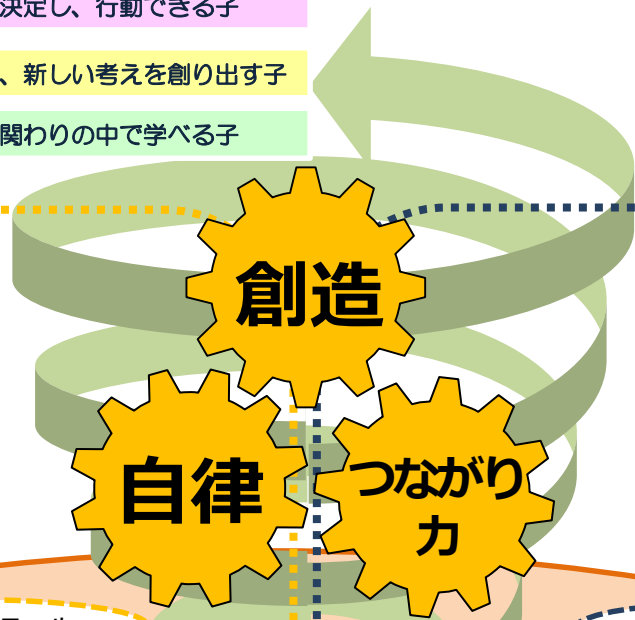 決定し、行動できる子
、新しい考えを創り出す子
関わりの中で学べる子
創造
自律
つながり
力